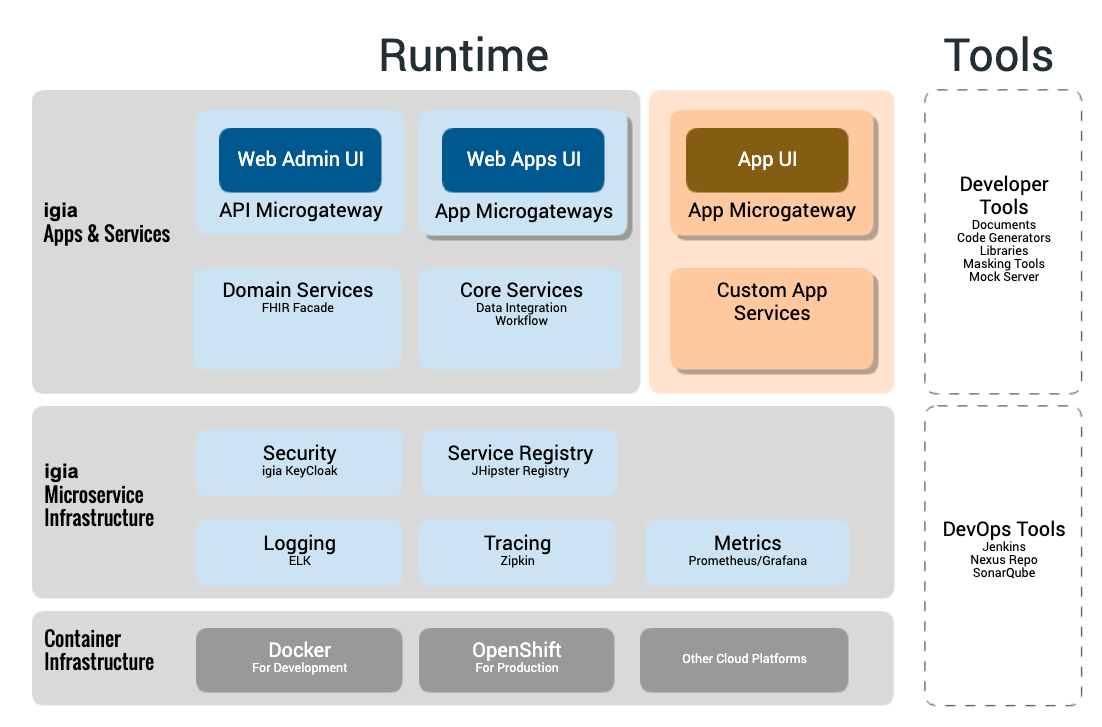 Runtime
Tools
igia
Apps & Services
Web Admin UI
API Microgateway
Web Apps UI
App Microgateways
App UI
App Microgateway
Domain Services
FHIR Facade
Core Services
Data Integration
Workflow
Custom App
Services
Developer
Tools
Documents
Code Generators
Libraries
Masking Tools
Mock Server
igia
Microservice
Infrastructure
Security
igia KeyCloak
Service Registry
JHipster Registry
Logging
ELK
Tracing
Zipkin
Metrics
Prometheus/Grafana
DevOps Tools
Jenkins
Nexus Repo
SonarQube
Container
Infrastructure
Docker
For Development
OpenShift
For Production
Other Cloud Platforms